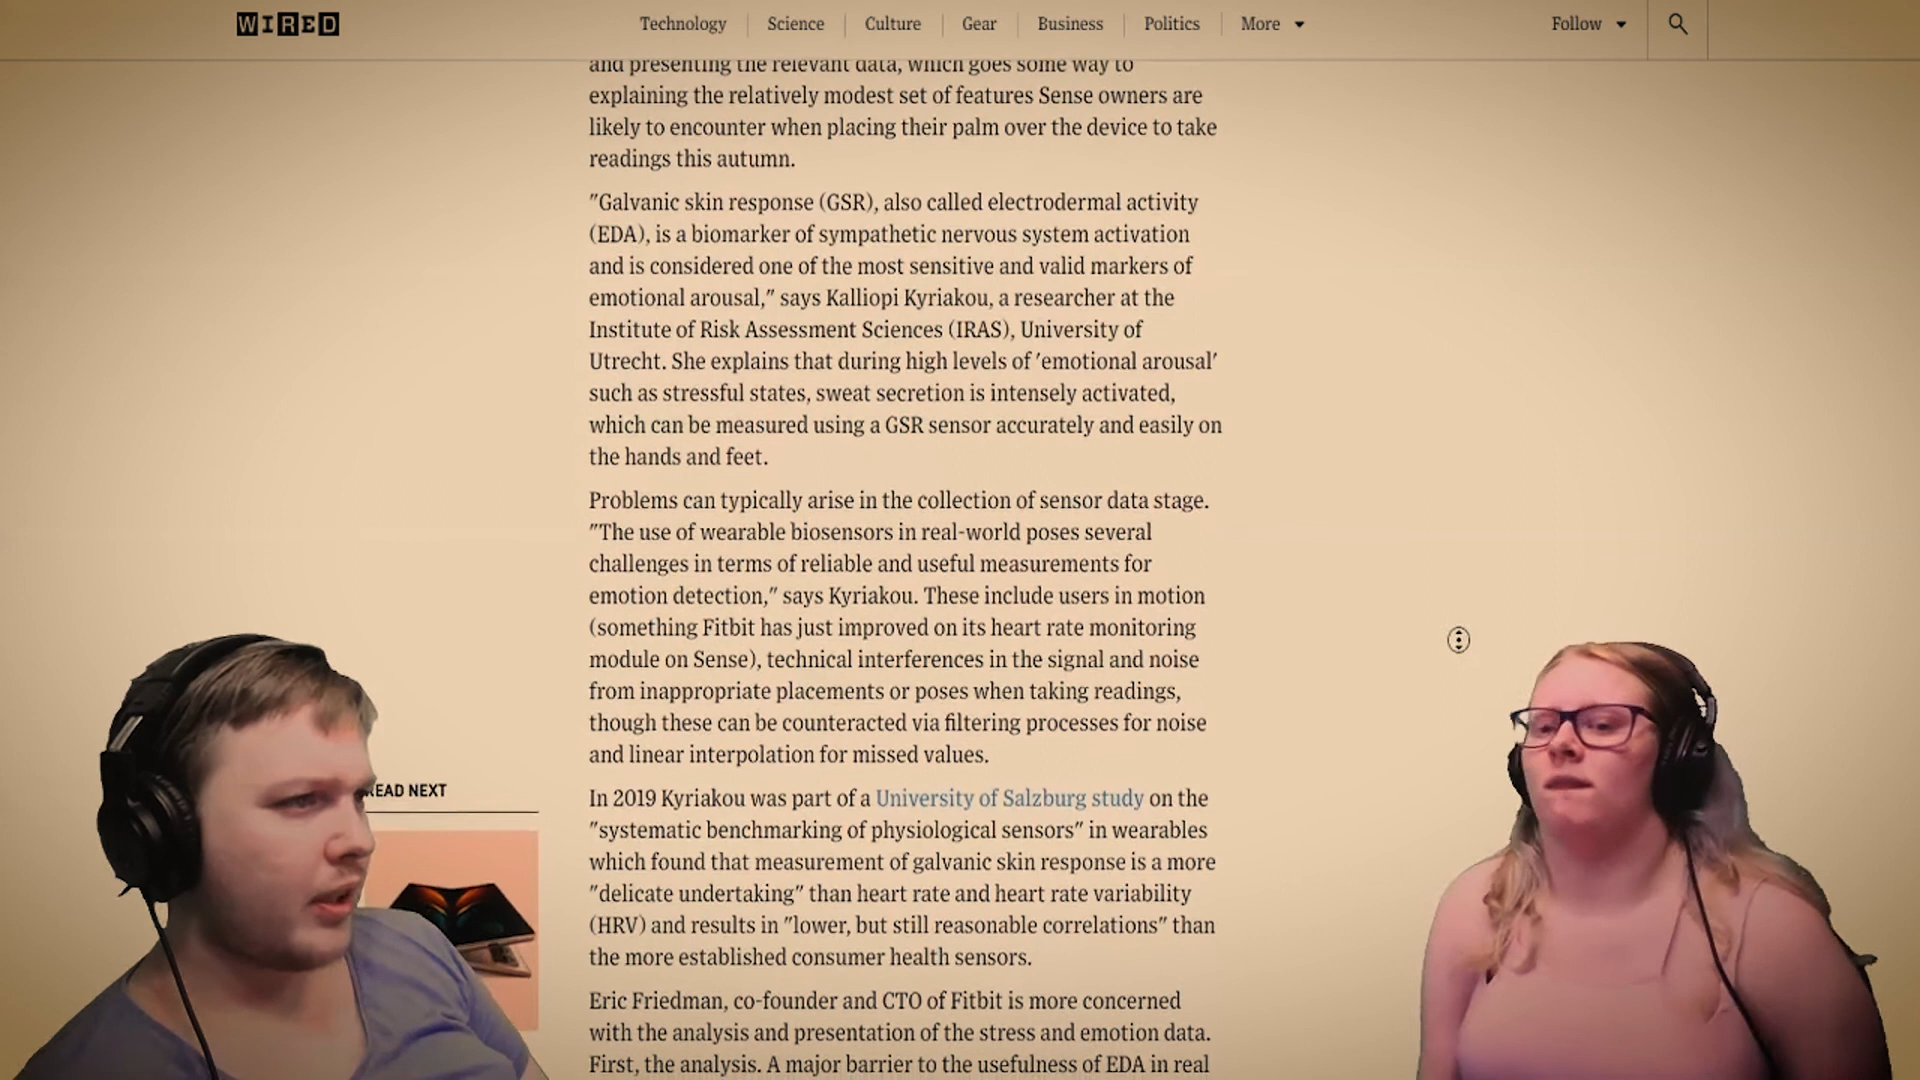 WIRED
Technology
Science
Culture
Gear
Business
Politics
More
Follow
and presenting the relevant data, which goes some way to
explaining the relatively modest set of features Sense owners are
likely to encounter when placing their palm over the device to take
readings this autumn.
"Galvanic skin response (GSR), also called electrodermal activity
(EDA), is a biomarker of sympathetic nervous system activation
and is considered one of the most sensitive and valid markers of
emotional arousal," says Kalliopi Kyriakou, a researcher at the
Institute of Risk Assessment Sciences (IRAS), University of
Utrecht. She explains that during high levels of 'emotional arousal'
such as stressful states, sweat secretion is intensely activated,
which can be measured using a GSR sensor accurately and easily on
the hands and feet.
Problems can typically arise in the collection of sensor data stage.
"The use of wearable biosensors in real-world poses several
challenges in terms of reliable and useful measurements for
emotion detection," says Kyriakou. These include users in motion
(something Fitbit has just improved on its heart rate monitoring
module on Sense), technical interferences in the signal and noise
from inappropriate placements or poses when taking readings,
though these can be counteracted via filtering processes for noise
and linear interpolation for missed values.
READ NEXT
In 2019 Kyriakou was part of a University of Salzburg study on the
"systematic benchmarking of physiological sensors" in wearables
which found that measurement of galvanic skin response is a more
"delicate undertaking" than heart rate and heart rate variability
(HRV) and results in "lower, but still reasonable correlations" than
the more established consumer health sensors.
Eric Friedman, co-founder and CTO of Fitbit is more concerned
with the analysis and presentation of the stress and emotion data.
First, the analysis. A major barrier to the usefulness of EDA in real